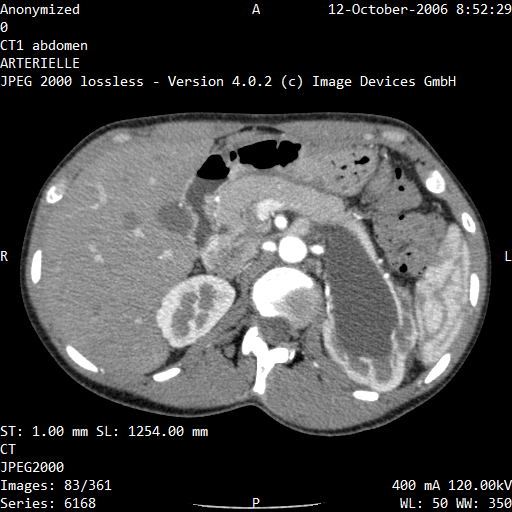 Anonymized A 12-October-2006 8:52:29
0
CT1 abdomen
ARTERIELLE
JPEG 2000 lossless - Version 4.0.2 (c) Image Devices GmbH
R L
ST: 1.00 mm SL: 1254.00 mm
CT
JPEG2000
Images: 83/361 400 mA 120.00kV
Series: 6168 P WL: 50 WW: 350